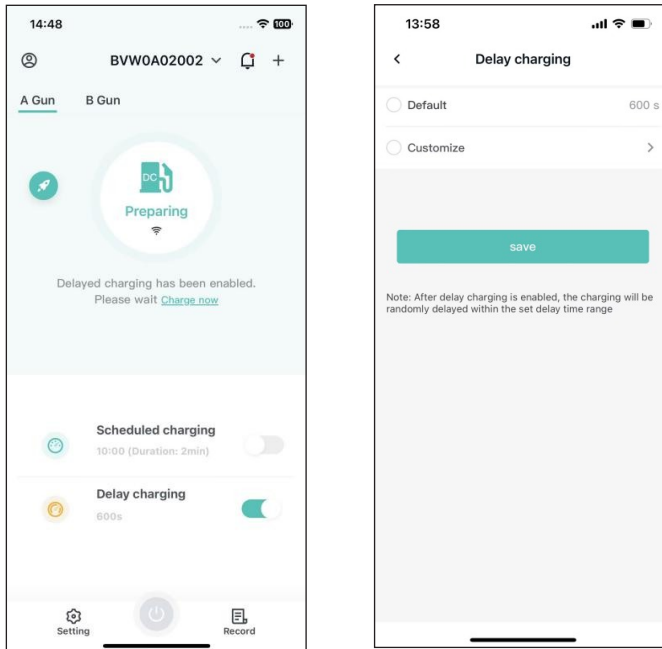 14:48
100
BVW0A02002
A Gun
B Gun
DC
Preparing
Delayed charging has been enabled.
Please wait Charge now
Scheduled charging
10:00 (Duration: 2min)
Delay charging
600s
Setting
Record
13:58
Delay charging
Default
600 s
Customize
save
Note: After delay charging is enabled, the charging will be
randomly delayed within the set delay time range